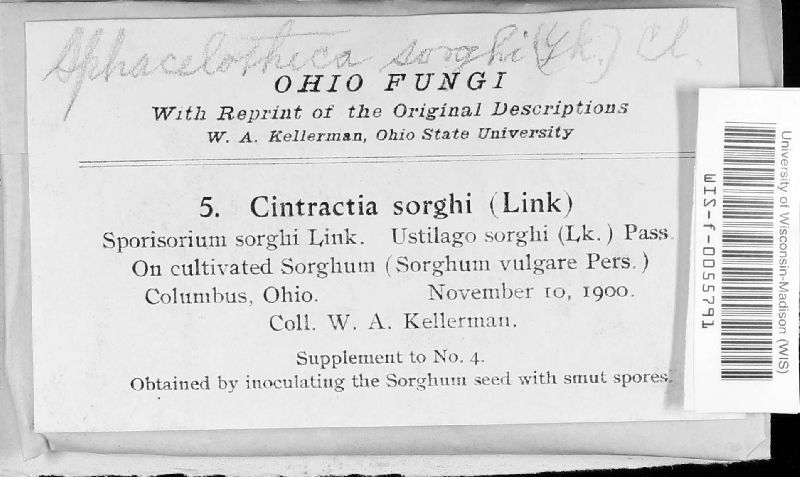 Sphacelotheca sorghi (Lk.) Cl.
OHIO FUNGI
With Reprint of the Original Descriptions
W. A. Kellerman, Ohio State University
5. Cintractia sorghi (Link)
Sporisorium sorghi Link. Ustilago sorghi (Lk.) Pass.
On cultivated Sorghum (Sorghum vulgare Pers.)
Columbus, Ohio. November 10, 1900.
Coll. W. A. Kellerman.
Supplement to No. 4.
Obtained by inoculating the Sorghum seed with smut spores.
University of Wisconsin-Madison (WIS)
WIS-f-0055791